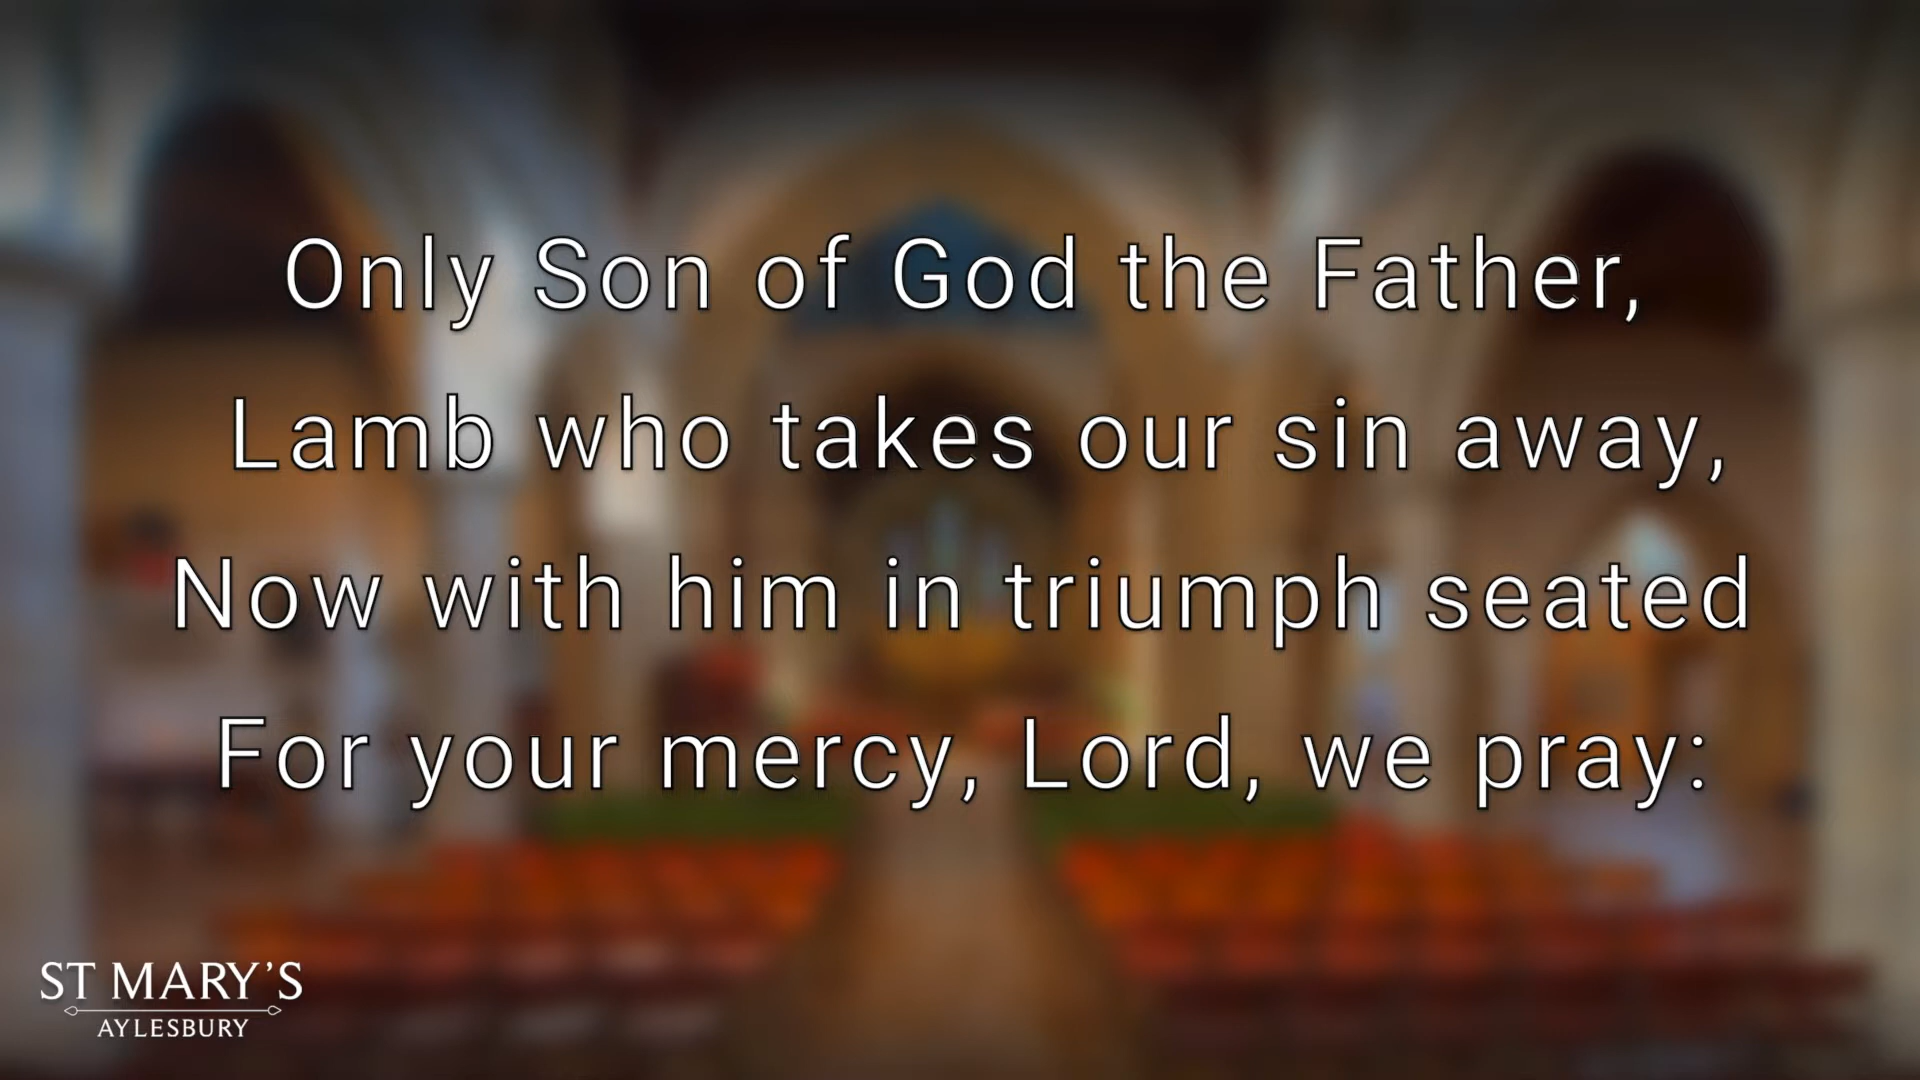 Only Son of God the Father,
Lamb who takes our sin away,
Now with him in triumph seated
For your mercy, Lord, we pray:
ST MARY'S
AYLESBURY